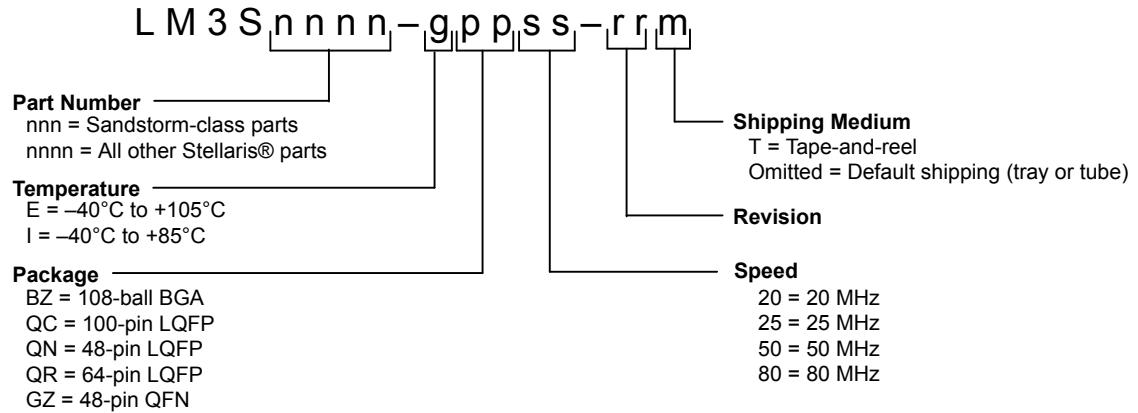 LM3Snnnn–gppss–rrm
Part Number
nnn = Sandstorm-class parts
nnnn = All other Stellaris® parts
Temperature
E = –40°C to +105°C
I = –40°C to +85°C
Package
BZ = 108-ball BGA
QC = 100-pin LQFP
QN = 48-pin LQFP
QR = 64-pin LQFP
GZ = 48-pin QFN
Shipping Medium
T = Tape-and-reel
Omitted = Default shipping (tray or tube)
Revision
Speed
20 = 20 MHz
25 = 25 MHz
50 = 50 MHz
80 = 80 MHz